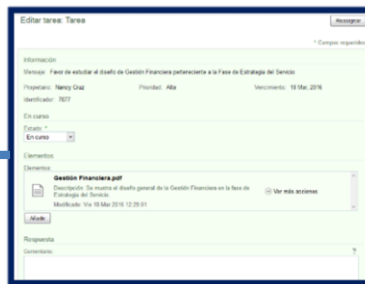 Editar tarea: Tarea
Reasignar
* Campos requeridos
Información
Mensaje: Favor de estudiar el diseño de Gestión Financiera perteneciente a la Fase de Estrategia del Servicio
Propietario: Nancy Cruz Prioridad: Alta Vencimiento: 18 Mar, 2016
Identificador: 7677
En curso
Estado: *
En curso
Elementos
Elementos:
Gestión Financiera.pdf
Descripción: Se muestra el diseño general de la Gestión Financiera en la fase de Estrategia del Servicio
Ver más acciones
Modificado: Vie 18 Mar 2016 12:29:01
Añadir
Respuesta
Comentario: ?